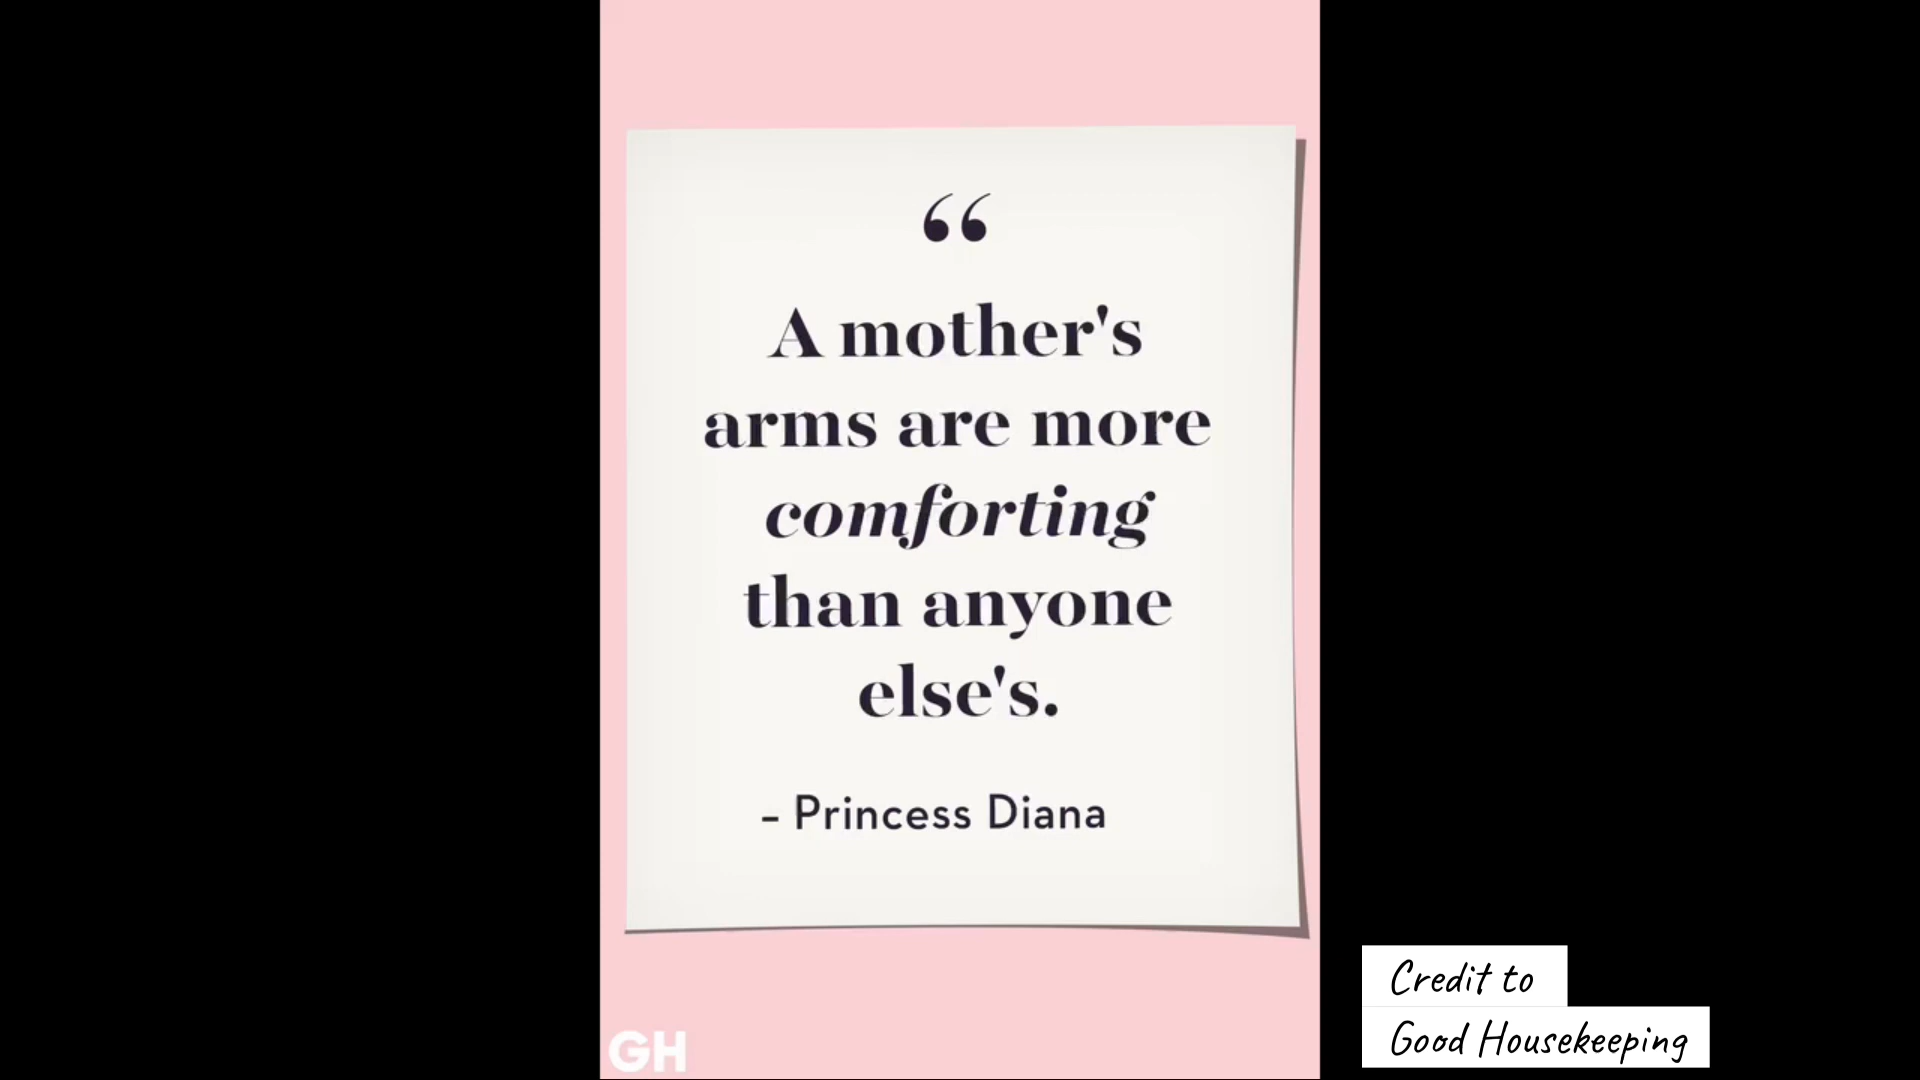 “
A mother's
arms are more
comforting
than anyone
else's.
– Princess Diana
GH
Credit to
Good Housekeeping